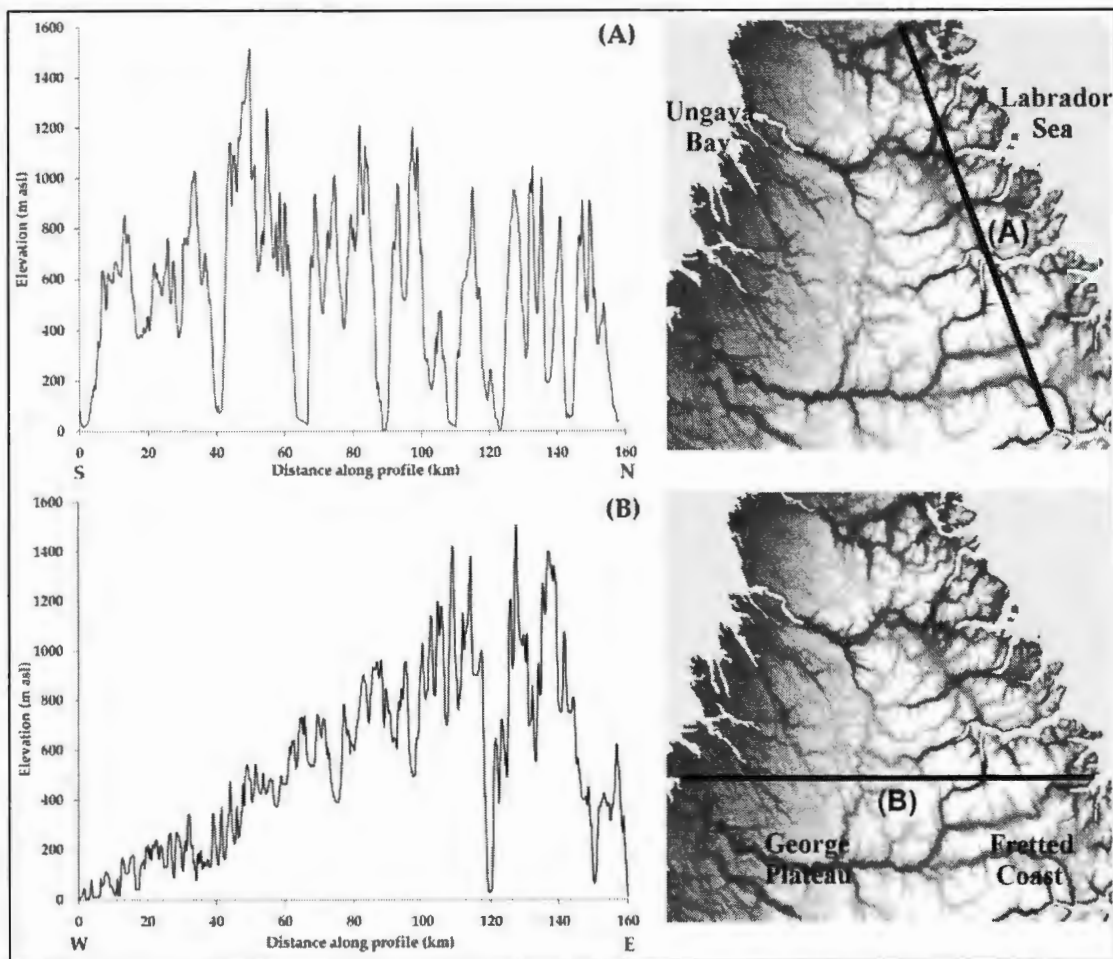 (A)
1600
1400
1200
1000
800
600
400
200
0
Elevation (m asl)
0 20 40 60 80 100 120 140 160
S Distance along profile (km) N
Ungava
Bay
Labrador
Sea
(A)
(B)
1600
1400
1200
1000
800
600
400
200
0
Elevation (m asl)
0 20 40 60 80 100 120 140 160
W Distance along profile (km) E
(B)
George
Plateau
Fretted
Coast